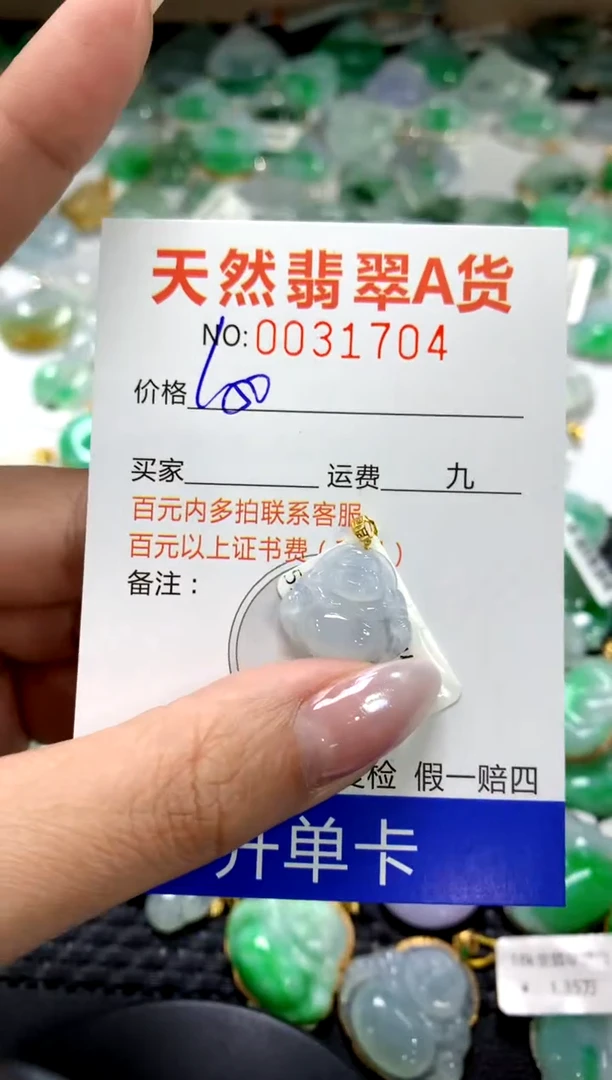 天然翡翠A货
NO:0031704
价格
买家 运费 九
百元内多拍联系客服
百元以上证书费（ ）
备注：
5
检 假一赔四
开单卡